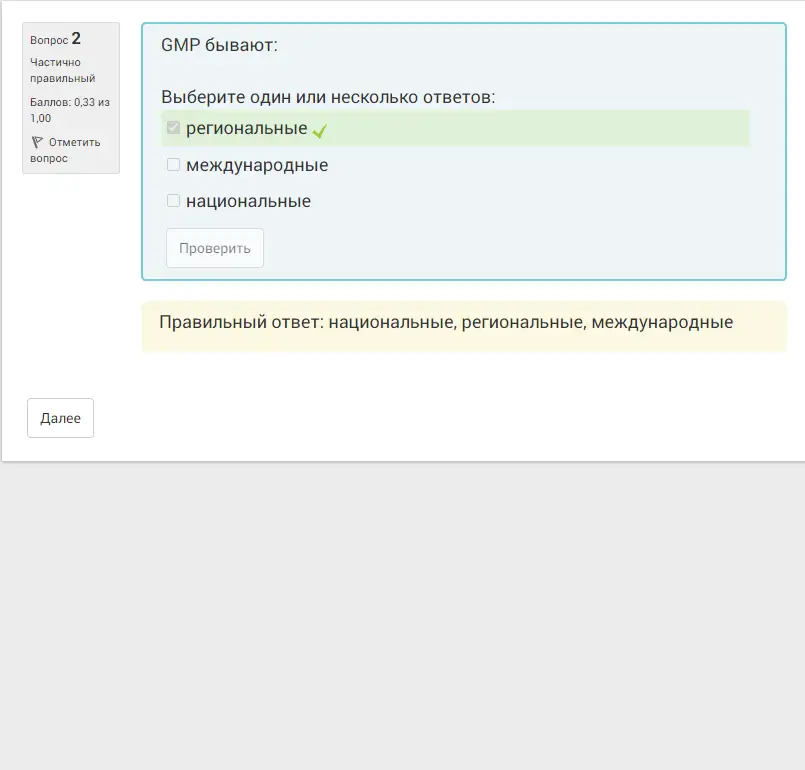 Вопрос 2
Частично
правильный
Баллов: 0,33 из
1,00
Отметить
вопрос
GMP бывают:
Выберите один или несколько ответов:
региональные
международные
национальные
Проверить
Правильный ответ: национальные, региональные, международные
Далее